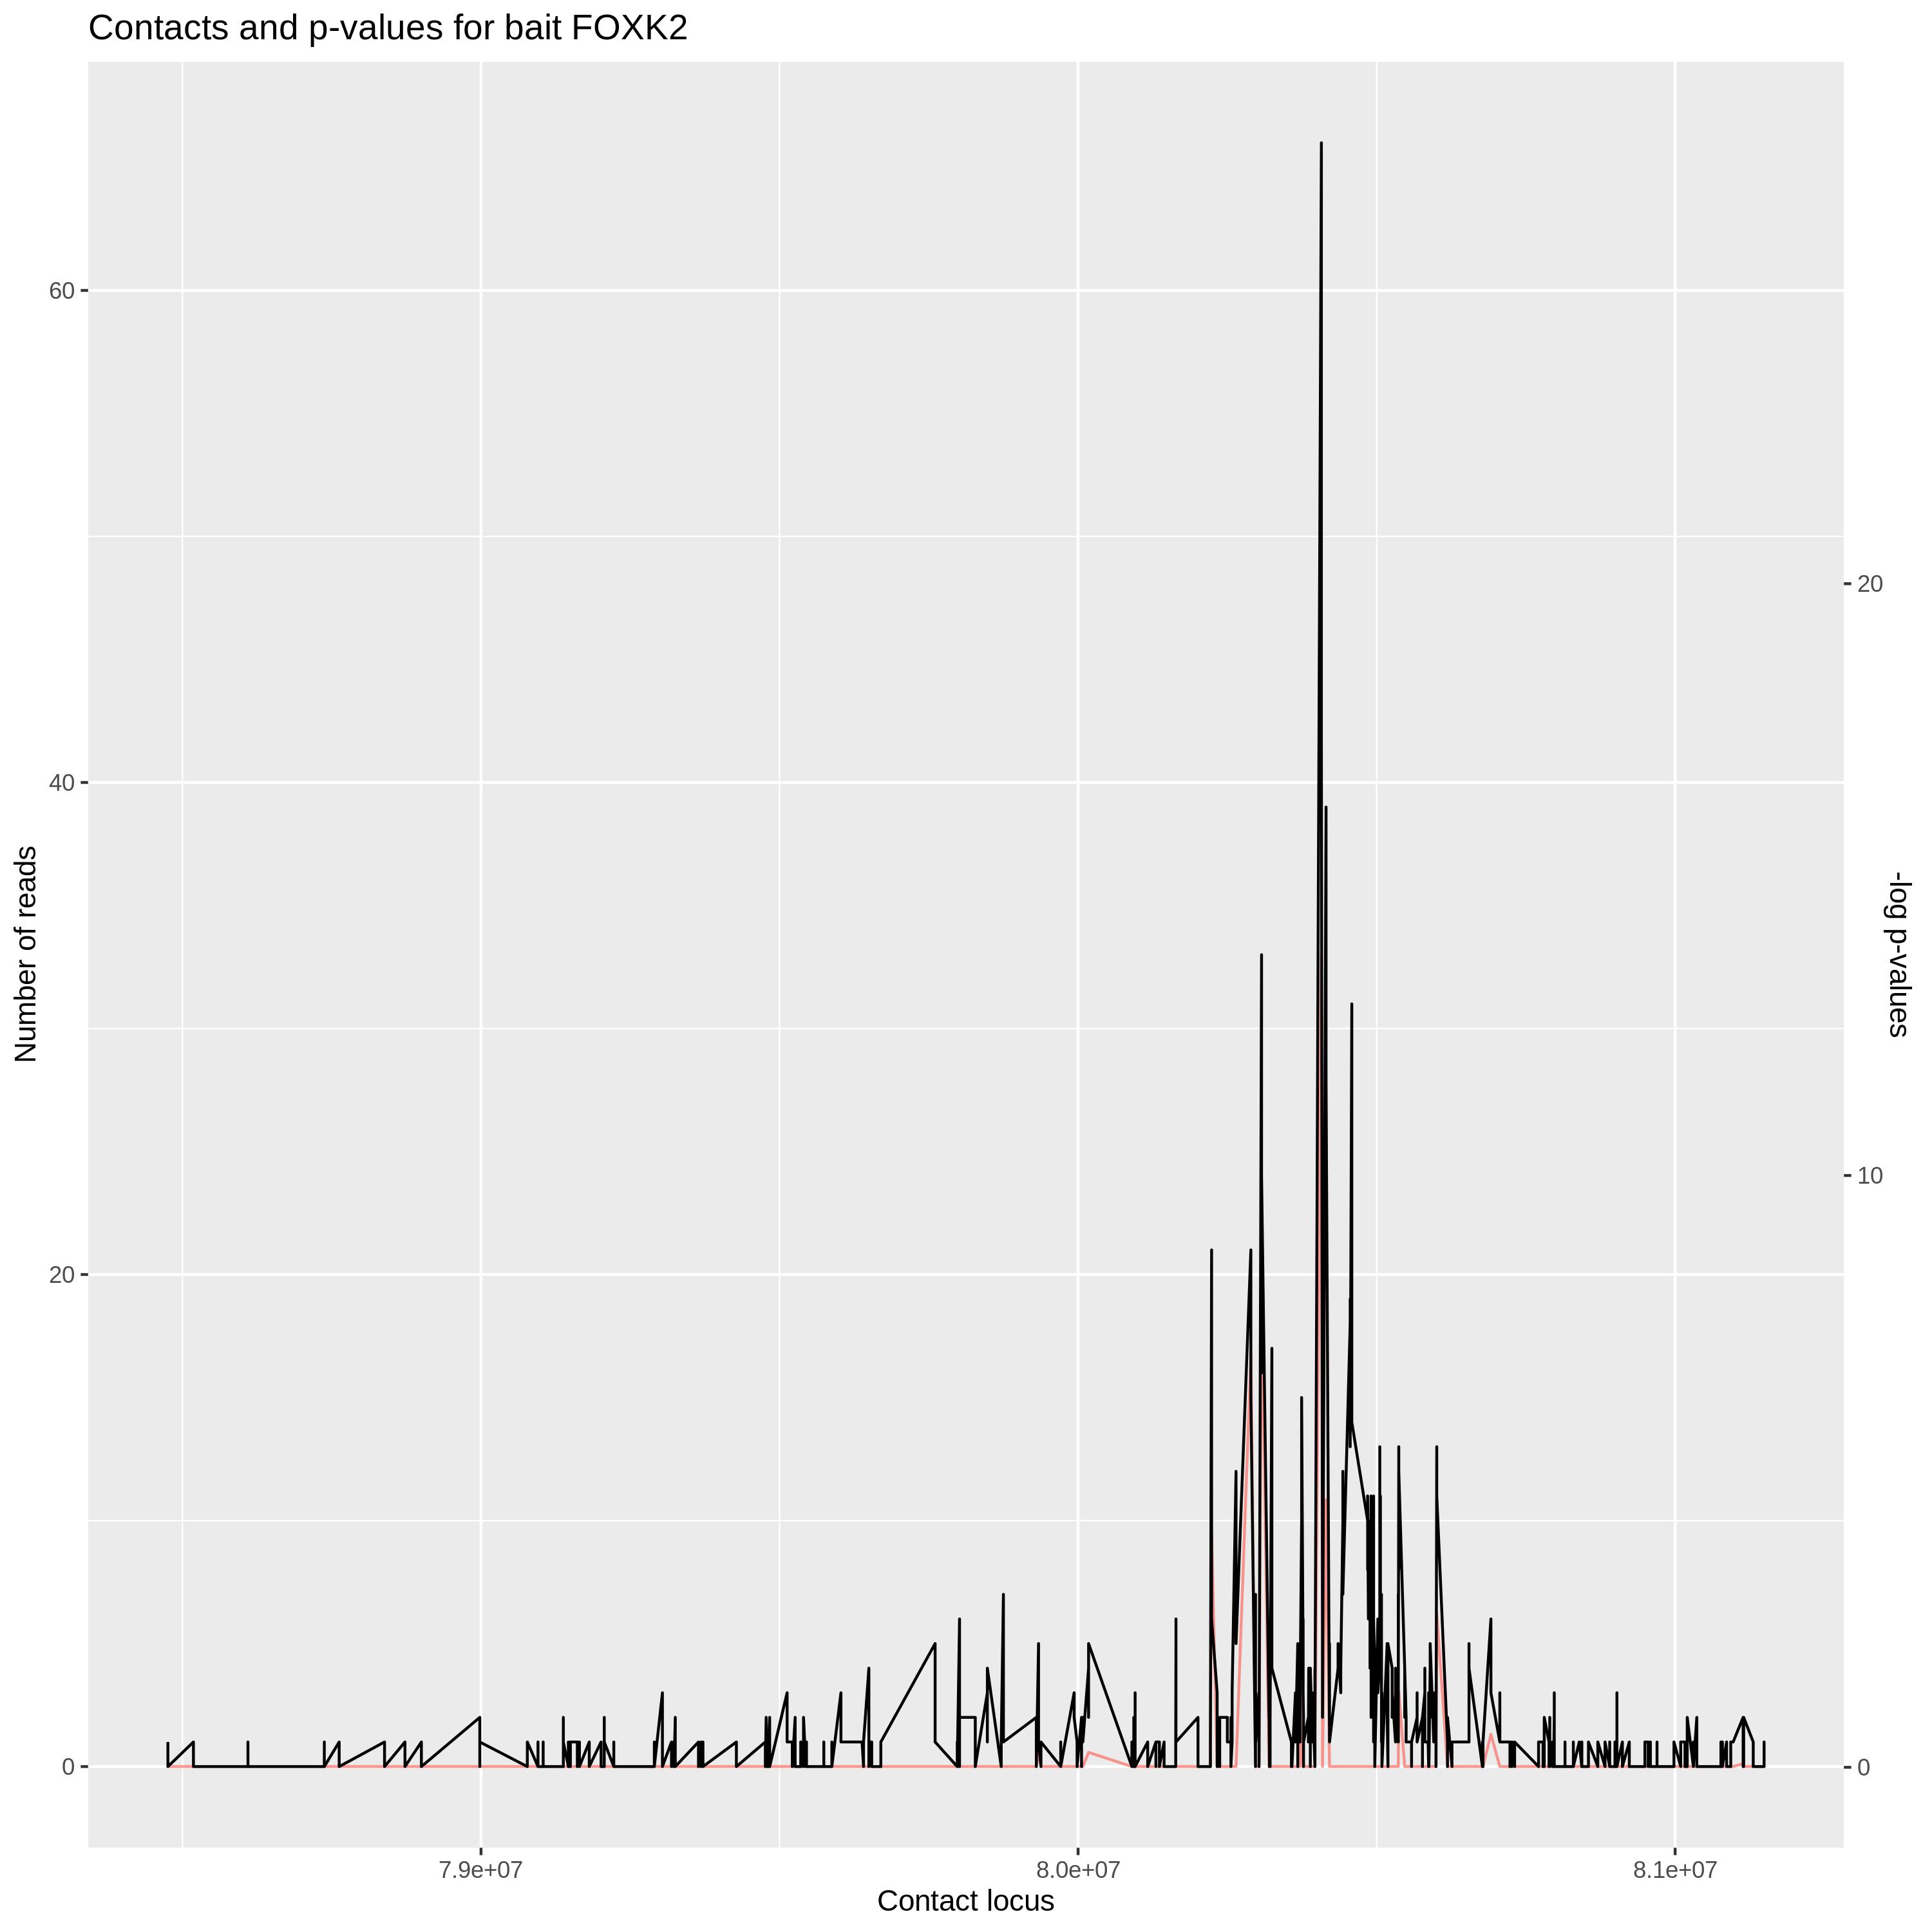 Contacts and p-values for bait FOXK2
60
40
20
0
Number of reads
20
10
0
-log p-values
7.9e+07
8.0e+07
8.1e+07
Contact locus